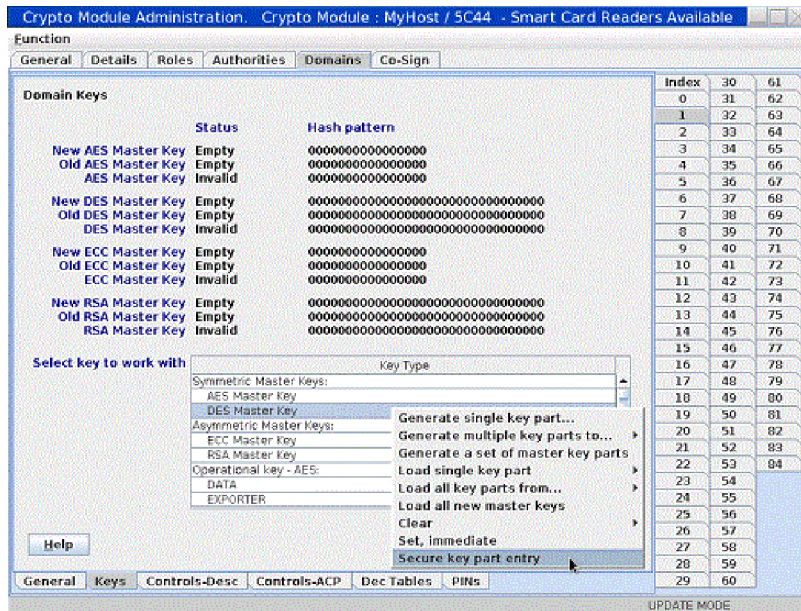 Crypto Module Administration. Crypto Module : MyHost / 5C44 - Smart Card Readers Available
Function
General Details Roles Authorities Domains Co-Sign
Domain Keys
Status Hash pattern
New AES Master Key Empty 0000000000000000
Old AES Master Key Empty 0000000000000000
AES Master Key Invalid 0000000000000000
New DES Master Key Empty 00000000000000000000000000000000
Old DES Master Key Empty 00000000000000000000000000000000
DES Master Key Invalid 00000000000000000000000000000000
New ECC Master Key Empty 0000000000000000
Old ECC Master Key Empty 0000000000000000
ECC Master Key Invalid 0000000000000000
New RSA Master Key Empty 00000000000000000000000000000000
Old RSA Master Key Empty 00000000000000000000000000000000
RSA Master Key Invalid 00000000000000000000000000000000
Select key to work with
Key Type
Symmetric Master Keys:
AES Master Key
DES Master Key
Asymmetric Master Keys:
ECC Master Key
RSA Master Key
Operational key - AES:
DATA
EXPORTER
Generate single key part...
Generate multiple key parts to...
Generate a set of master key parts
Load single key part
Load all key parts from...
Load all new master keys
Clear
Set, immediate
Secure key part entry
Help
General Keys Controls-Desc Controls-ACP Dec Tables PINs
Index 30 61
0 31 62
1 32 63
2 33 64
3 34 65
4 35 66
5 36 67
6 37 68
7 38 69
8 39 70
9 40 71
10 41 72
11 42 73
12 43 74
13 44 75
14 45 76
15 46 77
16 47 78
17 48 79
18 49 80
19 50 81
20 51 82
21 52 83
22 53 84
23 54
24 55
25 56
26 57
27 58
28 59
29 60
UPDATE MODE